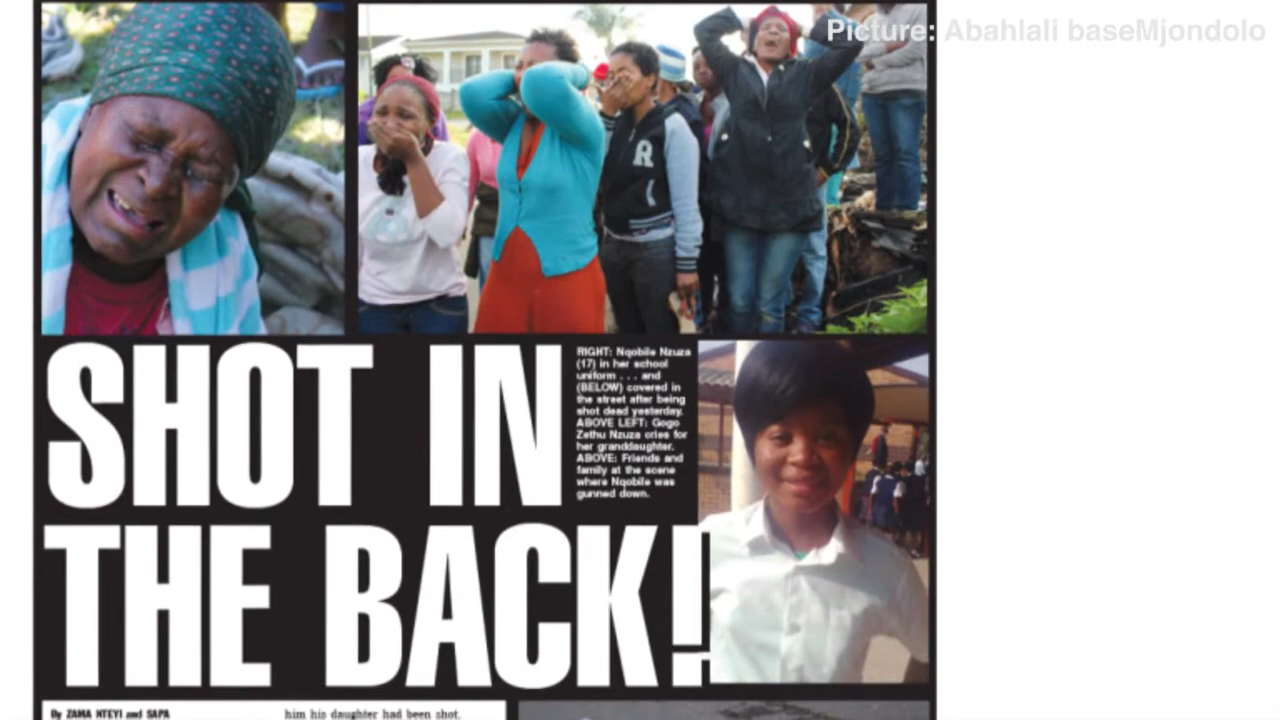 Picture: Abahlali baseMjondolo
R
SHOT IN
THE BACK!
RIGHT: Nqobile Nzuza
(17) in her school
uniform . . . and
(BELOW) covered in
the street after being
shot dead yesterday.
ABOVE LEFT: Gogo
Zethu Nzuza cries for
her granddaughter.
ABOVE: Friends and
family at the scene
where Nqobile was
gunned down.
By ZAMA NTEYI and SAPA
him his daughter had been shot.